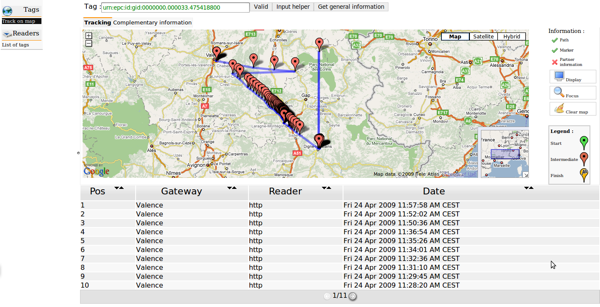 Tags
Track on map
Readers
List of tags
Tag : urn:epc:id:gid:0000000.000033.475418800 Valid Input helper Get general information
Tracking Complementary information
Map Satellite Hybrid
Torino
Gap
Avignon
Google
Information :
Path
Marker
Partner information
Display
Focus
Clear map
Legend :
Start
Intermediate
Finish
Pos Gateway Reader Date
1 Valence http Fri 24 Apr 2009 11:57:58 AM CEST
2 Valence http Fri 24 Apr 2009 11:52:02 AM CEST
3 Valence http Fri 24 Apr 2009 11:50:36 AM CEST
4 Valence http Fri 24 Apr 2009 11:36:54 AM CEST
5 Valence http Fri 24 Apr 2009 11:35:26 AM CEST
6 Valence http Fri 24 Apr 2009 11:34:01 AM CEST
7 Valence http Fri 24 Apr 2009 11:32:36 AM CEST
8 Valence http Fri 24 Apr 2009 11:31:10 AM CEST
9 Valence http Fri 24 Apr 2009 11:29:45 AM CEST
10 Valence http Fri 24 Apr 2009 11:28:20 AM CEST
1/11